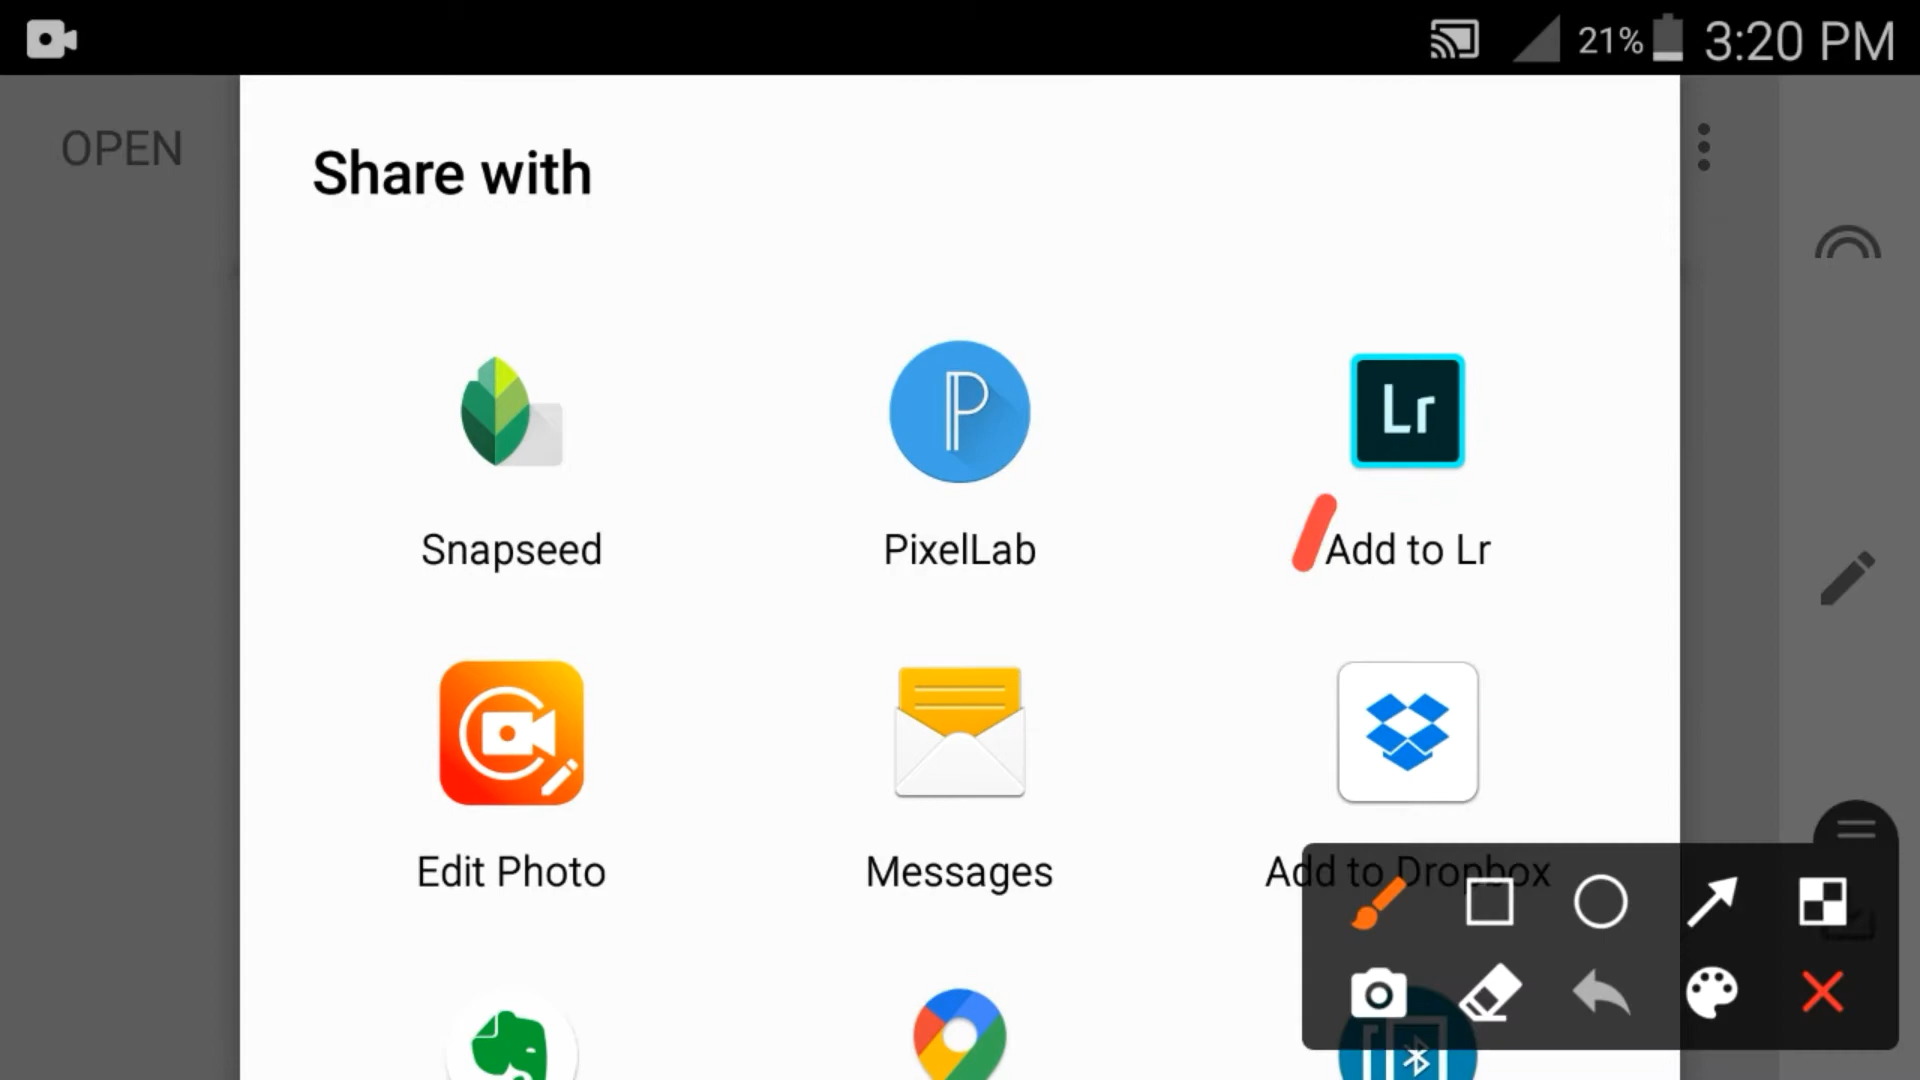 21% 3:20 PM
OPEN
Share with
Lr
Snapseed PixelLab Add to Lr
Edit Photo Messages Add to Dropbox